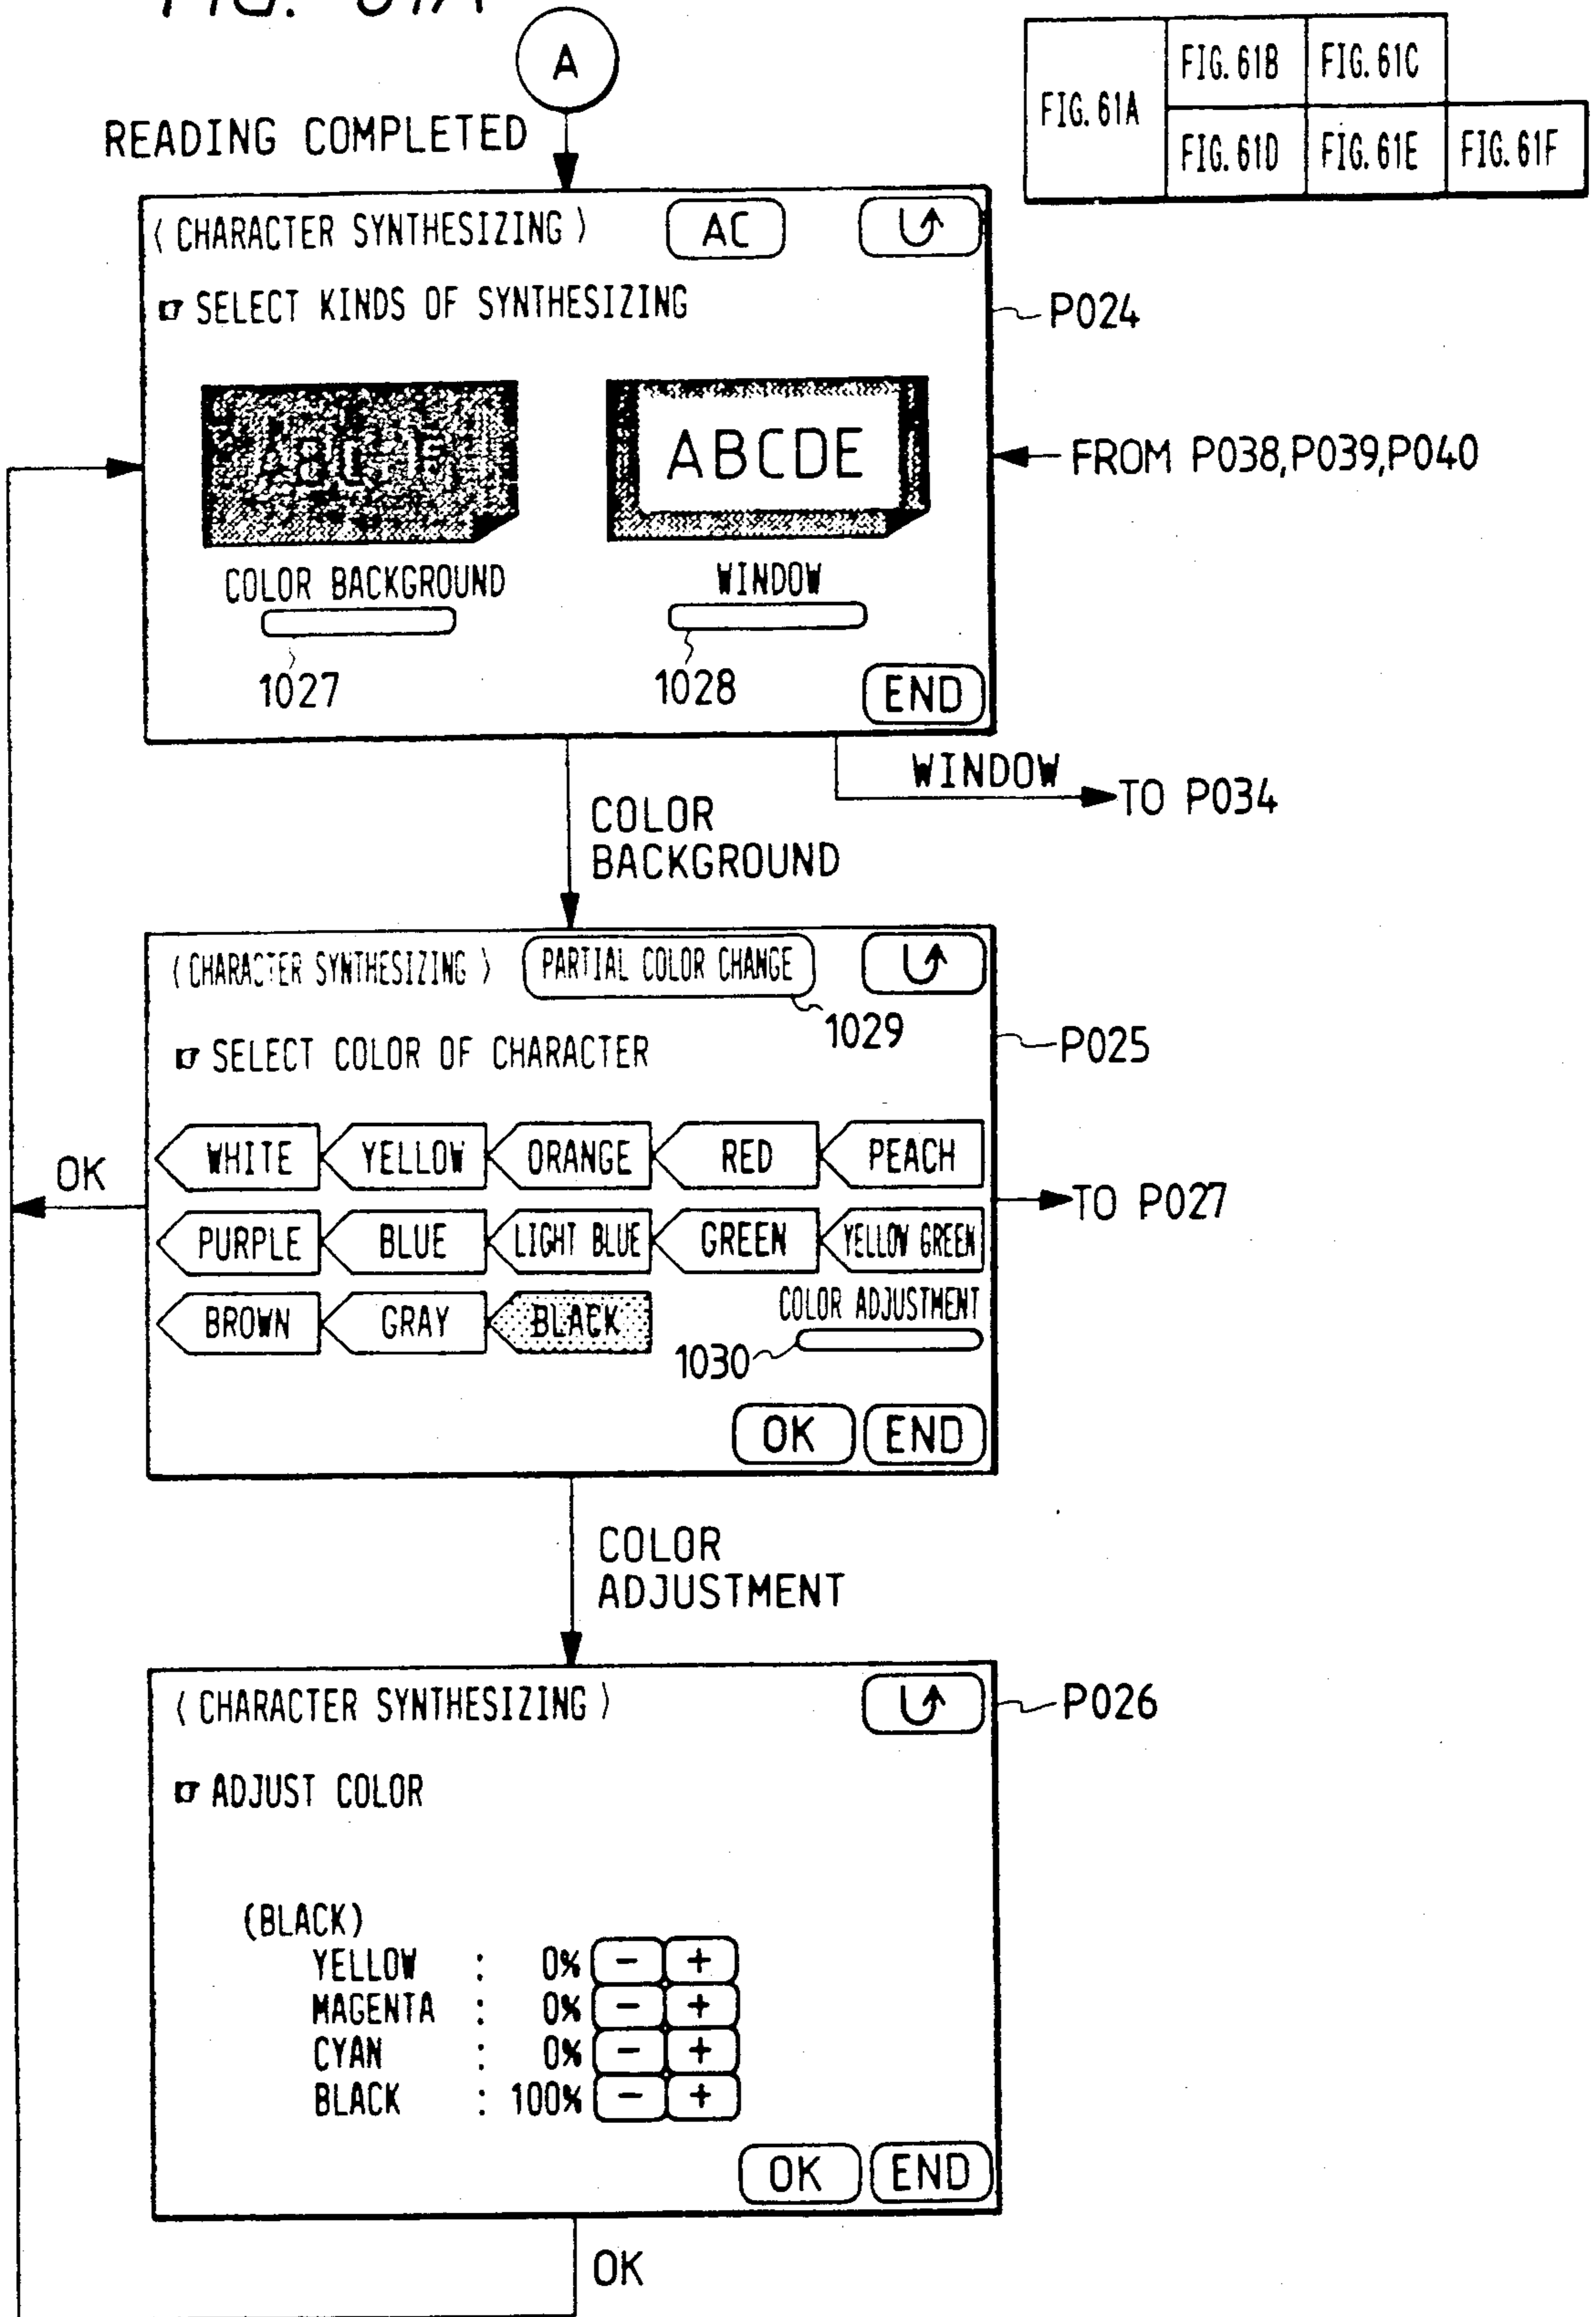 FIG. 61A
A
FIG. 61A
FIG. 61B
FIG. 61C
FIG. 61D
FIG. 61E
FIG. 61F
READING COMPLETED
⟨ CHARACTER SYNTHESIZING ⟩ AC
☞ SELECT KINDS OF SYNTHESIZING
P024
ABCDE
FROM P038,P039,P040
COLOR BACKGROUND
WINDOW
1027
1028
END
WINDOW
TO P034
COLOR
BACKGROUND
⟨ CHARACTER SYNTHESIZING ⟩ PARTIAL COLOR CHANGE
1029
P025
☞ SELECT COLOR OF CHARACTER
WHITE YELLOW ORANGE RED PEACH
OK
TO P027
PURPLE BLUE LIGHT BLUE GREEN YELLOW GREEN
BROWN GRAY BLACK
COLOR ADJUSTMENT
1030
OK END
COLOR
ADJUSTMENT
⟨ CHARACTER SYNTHESIZING ⟩
P026
☞ ADJUST COLOR
(BLACK)
YELLOW : 0% − +
MAGENTA : 0% − +
CYAN : 0% − +
BLACK : 100% − +
OK END
OK